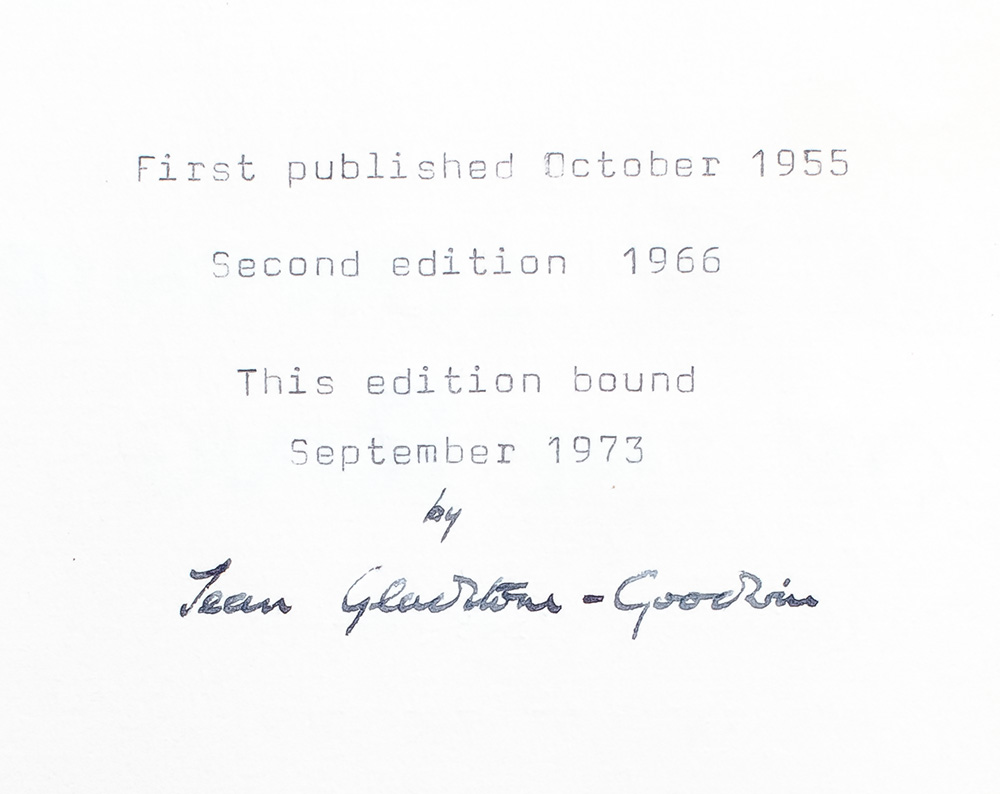 First published October 1955
Second edition 1966
This edition bound
September 1973
by
Jean Gladstone - Goodwin